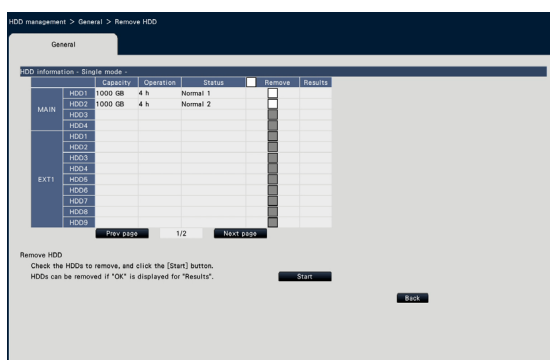 HDD management > General > Remove HDD
General
HDD information - Single mode -
Capacity Operation Status Remove Results
MAIN
HDD1 1000 GB 4 h Normal 1
HDD2 1000 GB 4 h Normal 2
HDD3
HDD4
EXT1
HDD1
HDD2
HDD3
HDD4
HDD5
HDD6
HDD7
HDD8
HDD9
Prev page 1/2 Next page
Remove HDD
Check the HDDs to remove, and click the [Start] button.
HDDs can be removed if "OK" is displayed for "Results". Start
Back